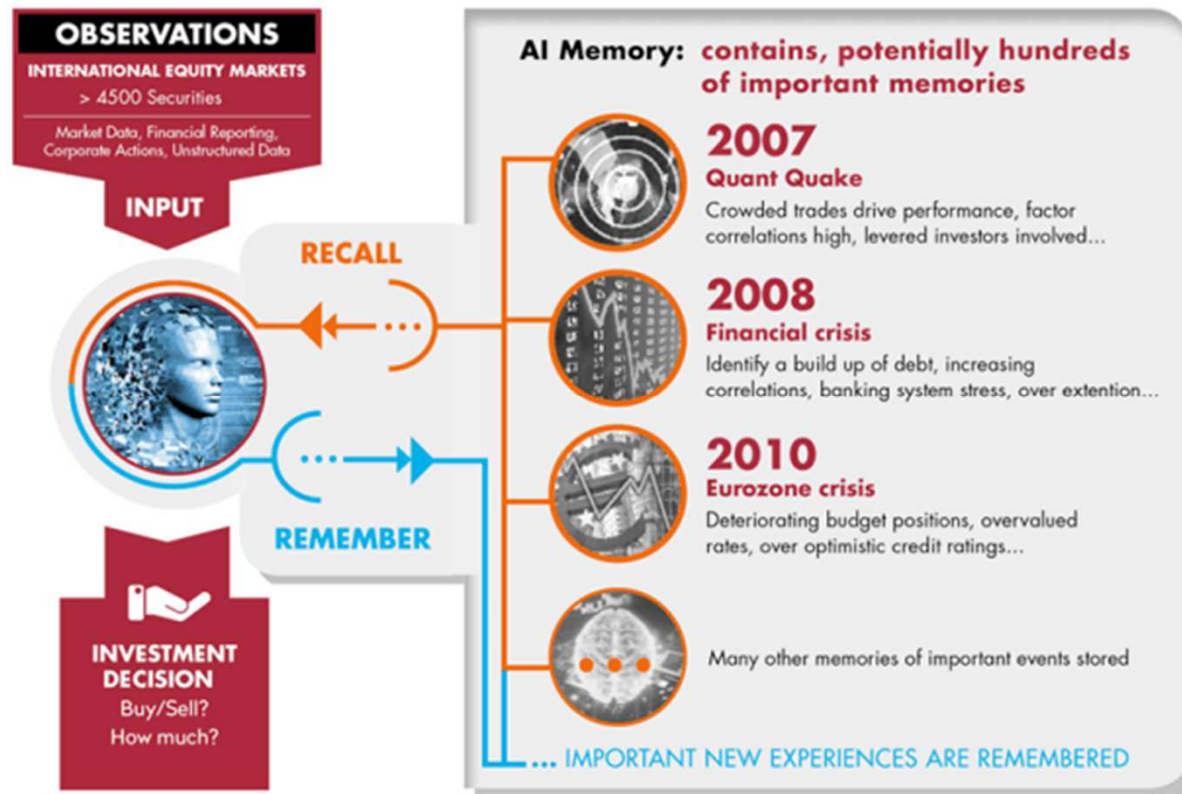 OBSERVATIONS
INTERNATIONAL EQUITY MARKETS
> 4500 Securities
Market Data, Financial Reporting,
Corporate Actions, Unstructured Data
INPUT
RECALL
REMEMBER
INVESTMENT
DECISION
Buy/Sell?
How much?
AI Memory: contains, potentially hundreds
of important memories
2007
Quant Quake
Crowded trades drive performance, factor
correlations high, levered investors involved...
2008
Financial crisis
Identify a build up of debt, increasing
correlations, banking system stress, over extention...
2010
Eurozone crisis
Deteriorating budget positions, overvalued
rates, over optimistic credit ratings...
Many other memories of important events stored
... IMPORTANT NEW EXPERIENCES ARE REMEMBERED